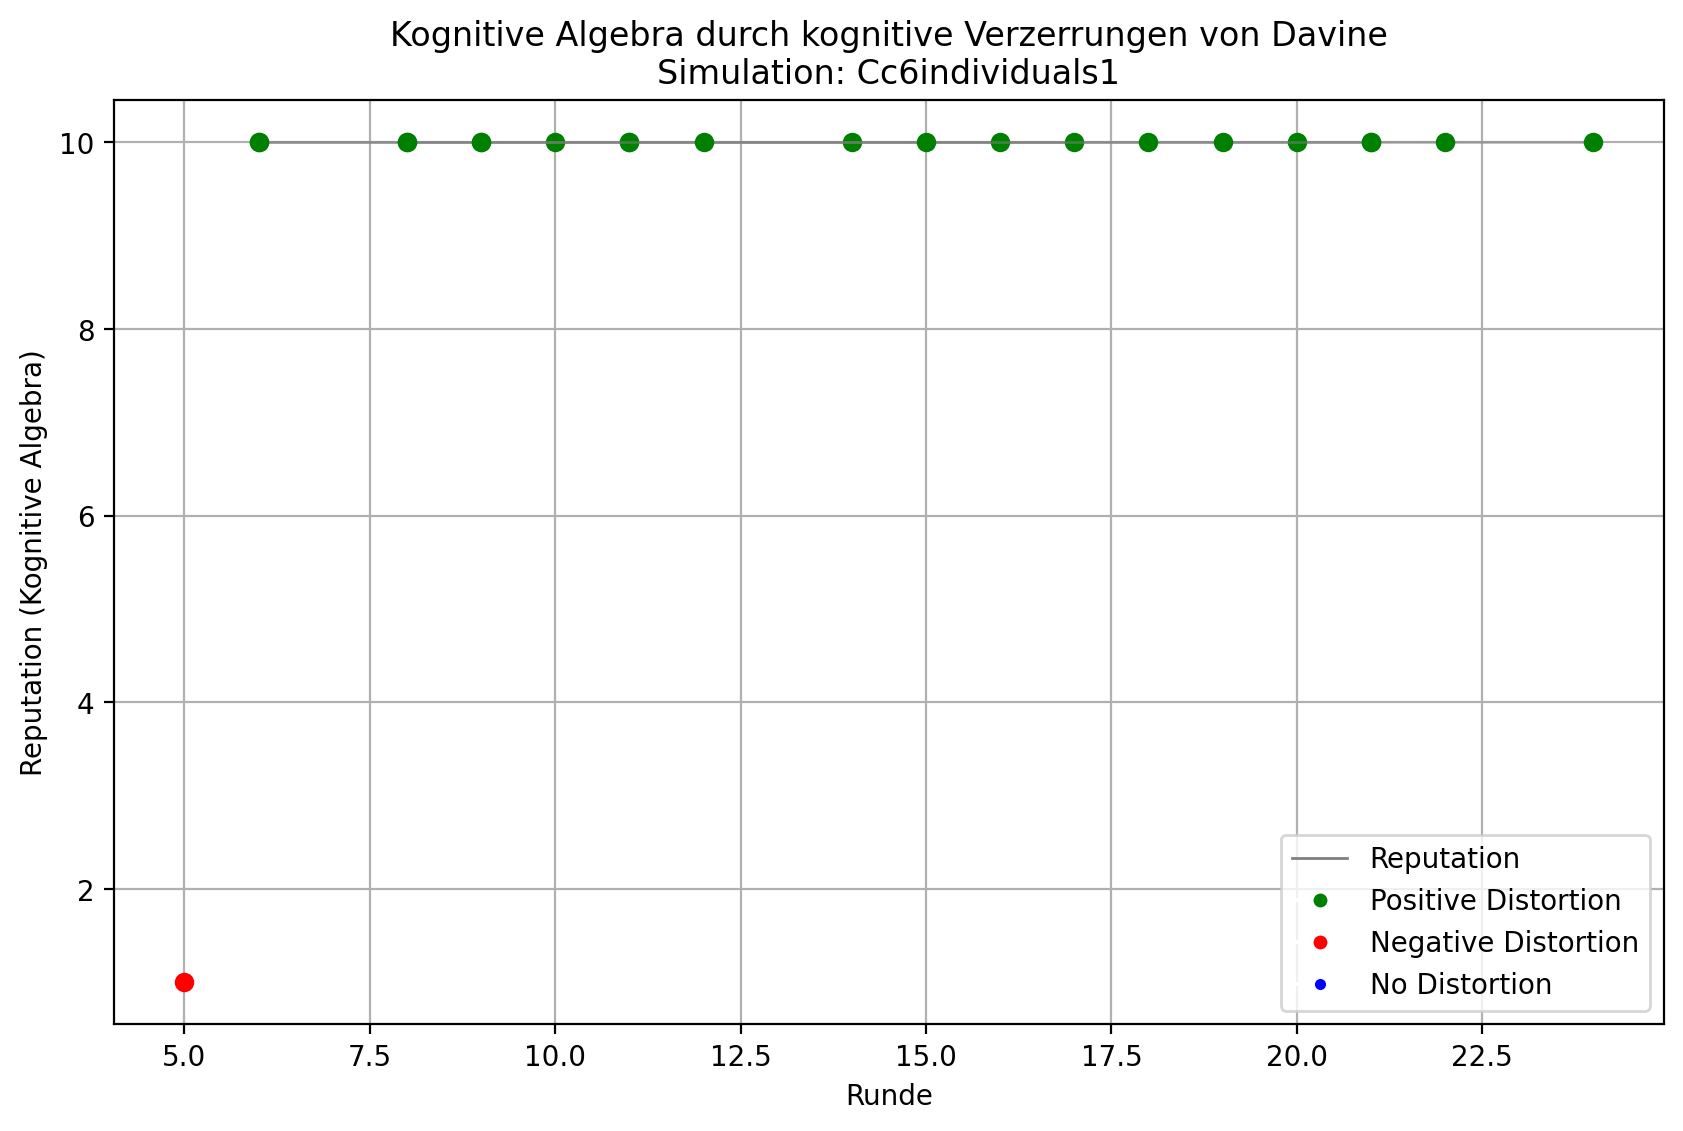 Kognitive Algebra durch kognitive Verzerrungen von Davine
Simulation: Cc6individuals1
Reputation (Kognitive Algebra)
10
8
6
4
2
Reputation
Positive Distortion
Negative Distortion
No Distortion
5.0 7.5 10.0 12.5 15.0 17.5 20.0 22.5
Runde